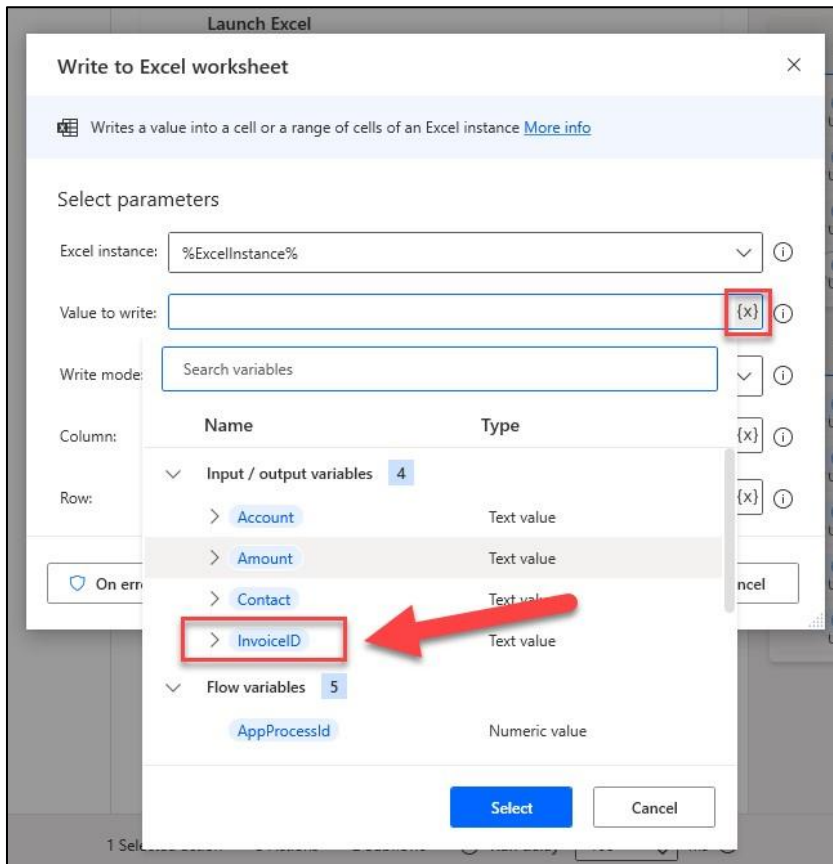 Launch Excel
Write to Excel worksheet
Writes a value into a cell or a range of cells of an Excel instance More info
Select parameters
Excel instance: %ExcelInstance%
Value to write: {x}
Write mode:
Search variables
Column: {x}
Name Type
Input / output variables 4
Row: {x}
Account Text value
Amount Text value
On erro
Contact Text value
ncel
InvoiceID Text value
Flow variables 5
AppProcessId Numeric value
Select Cancel